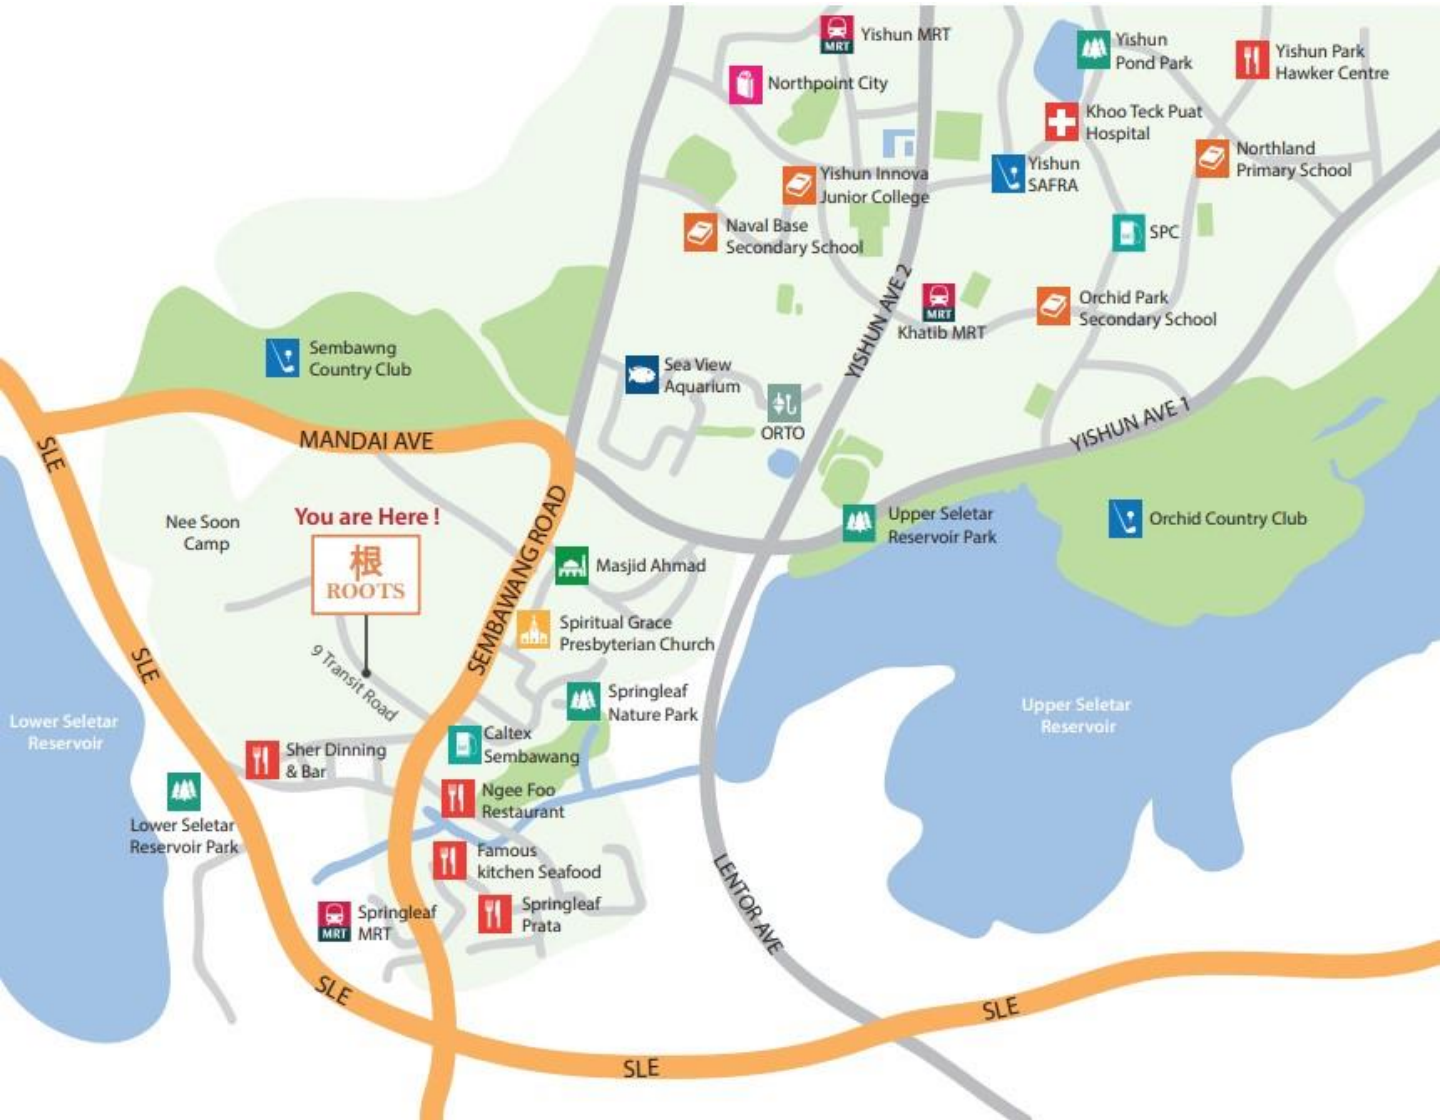 MRT
Yishun MRT
Northpoint City
Yishun
Pond Park
Yishun Park
Hawker Centre
Khoo Teck Puat
Hospital
Northland
Primary School
Yishun
SAFRA
Yishun Innova
Junior College
Naval Base
Secondary School
SPC
YISHUN AVE 2
MRT
Khatib MRT
Orchid Park
Secondary School
Sembawng
Country Club
Sea View
Aquarium
ORTO
YISHUN AVE 1
MANDAI AVE
SLE
Nee Soon
Camp
You are Here !
根
ROOTS
SEMBAWANG ROAD
Upper Seletar
Reservoir Park
Orchid Country Club
Masjid Ahmad
Spiritual Grace
Presbyterian Church
9 Transit Road
SLE
Springleaf
Nature Park
Lower Seletar
Reservoir
Upper Seletar
Reservoir
Sher Dinning
& Bar
Caltex
Sembawang
Ngee Foo
Restaurant
Lower Seletar
Reservoir Park
Famous
kitchen Seafood
Springleaf
Prata
MRT
Springleaf
MRT
LENTOR AVE
SLE
SLE
SLE